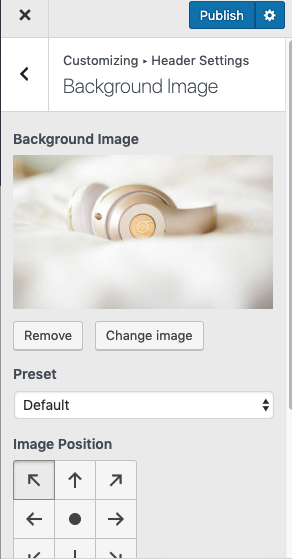 Publish
Customizing ▸ Header Settings
Background Image
Background Image
Remove
Change image
Preset
Default
Image Position